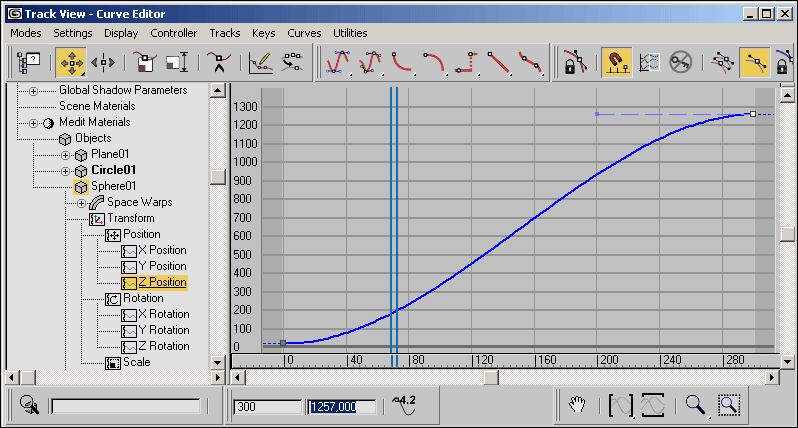 Track View - Curve Editor
Modes Settings Display Controller Tracks Keys Curves Utilities
Global Shadow Parameters
Scene Materials
Medit Materials
Objects
Plane01
Circle01
Sphere01
Space Warps
Transform
Position
X Position
Y Position
Z Position
Rotation
X Rotation
Y Rotation
Z Rotation
Scale
1300
1200
1100
1000
900
800
700
600
500
400
300
200
100
0
0 40 80 120 160 200 240 280
300 1257,000 4.2